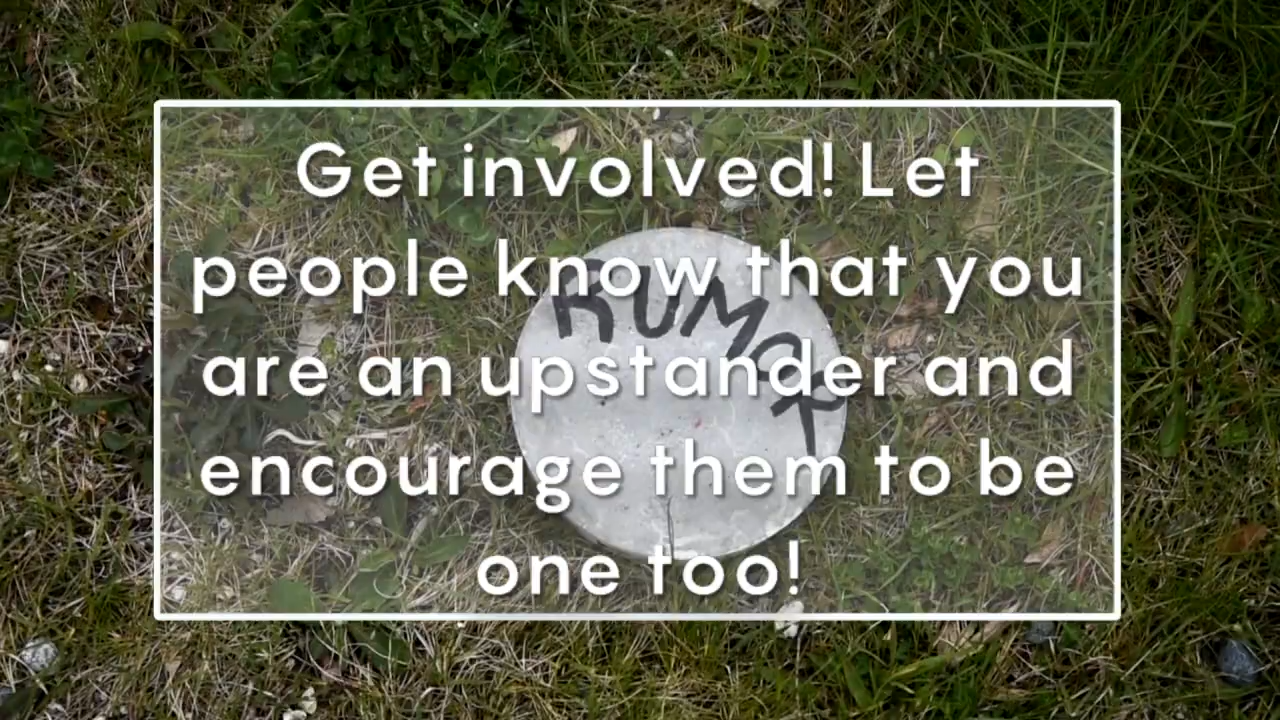 Get involved! Let
people know that you
are an upstander and
encourage them to be
one too!
RUMOR